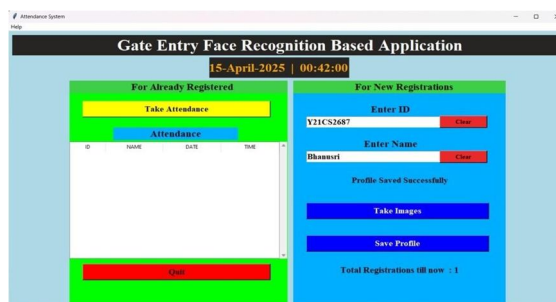 Attendance System
Help
Gate Entry Face Recognition Based Application
15-April-2025 | 00:42:00
For Already Registered
Take Attendance
Attendance
ID NAME DATE TIME
Quit
For New Registrations
Enter ID
Y21CS2687 Clear
Enter Name
Bhanusri Clear
Profile Saved Successfully
Take Images
Save Profile
Total Registrations till now : 1